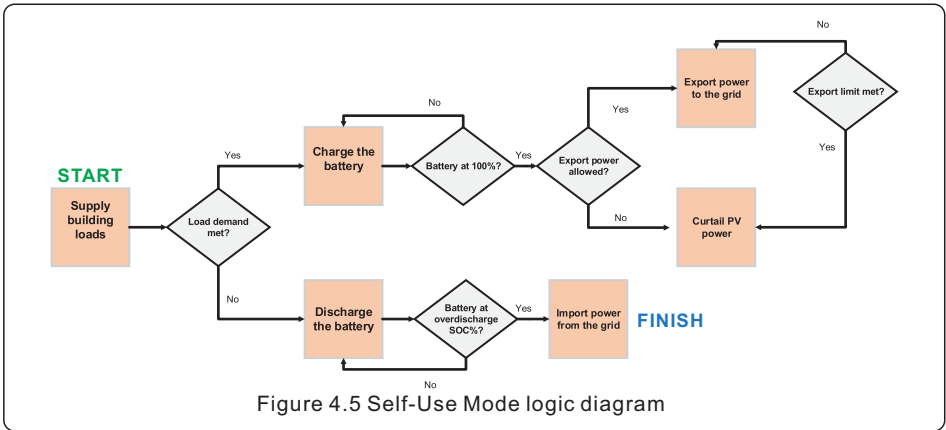 START
Supply
building
loads
Load demand
met?
Yes
Charge the
battery
No
Battery at 100%?
Yes
Export power
allowed?
Yes
Export power
to the grid
No
Export limit met?
Yes
No
Curtail PV
power
No
Discharge
the battery
Battery at
overdischarge
SOC%?
Yes
No
Import power
from the grid
FINISH
Figure 4.5 Self-Use Mode logic diagram